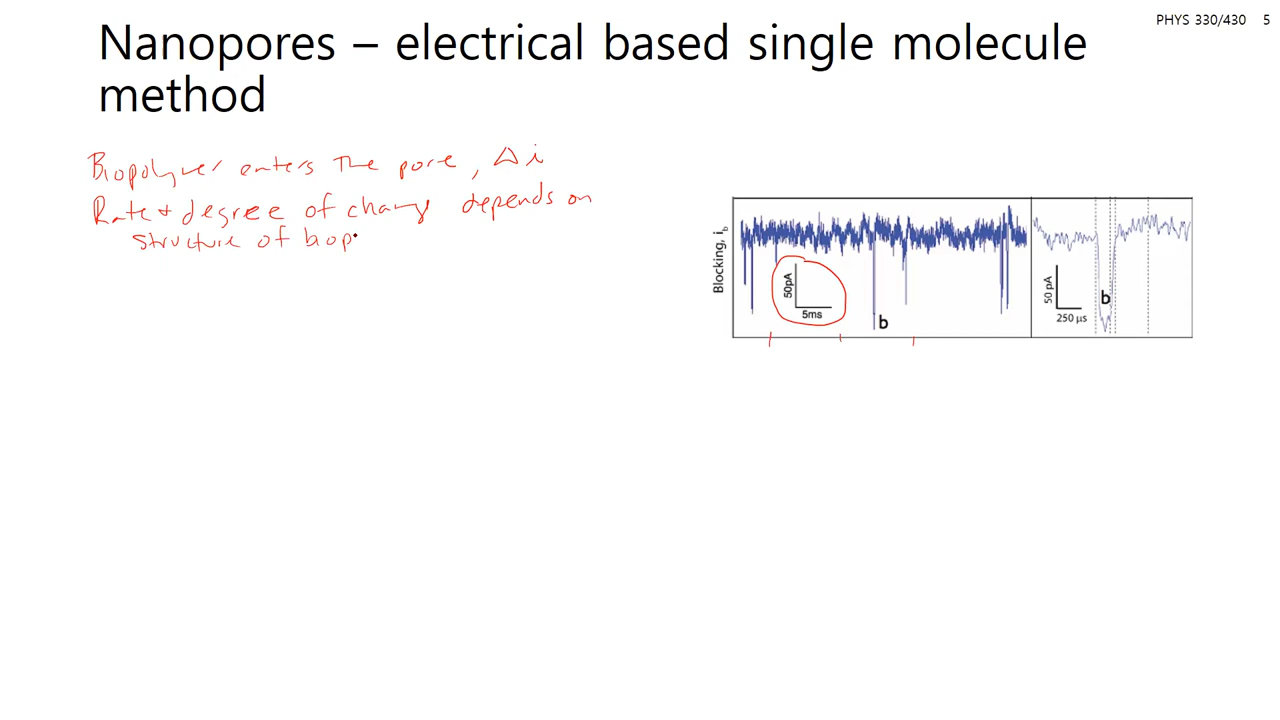 PHYS 330/430 5
Nanopores – electrical based single molecule
method
Biopolymer enters the pore, Δi
Rate + degree of change depends on
structure of biop
Blocking, i_b
50pA
5ms
b
50 pA
250 μs
b